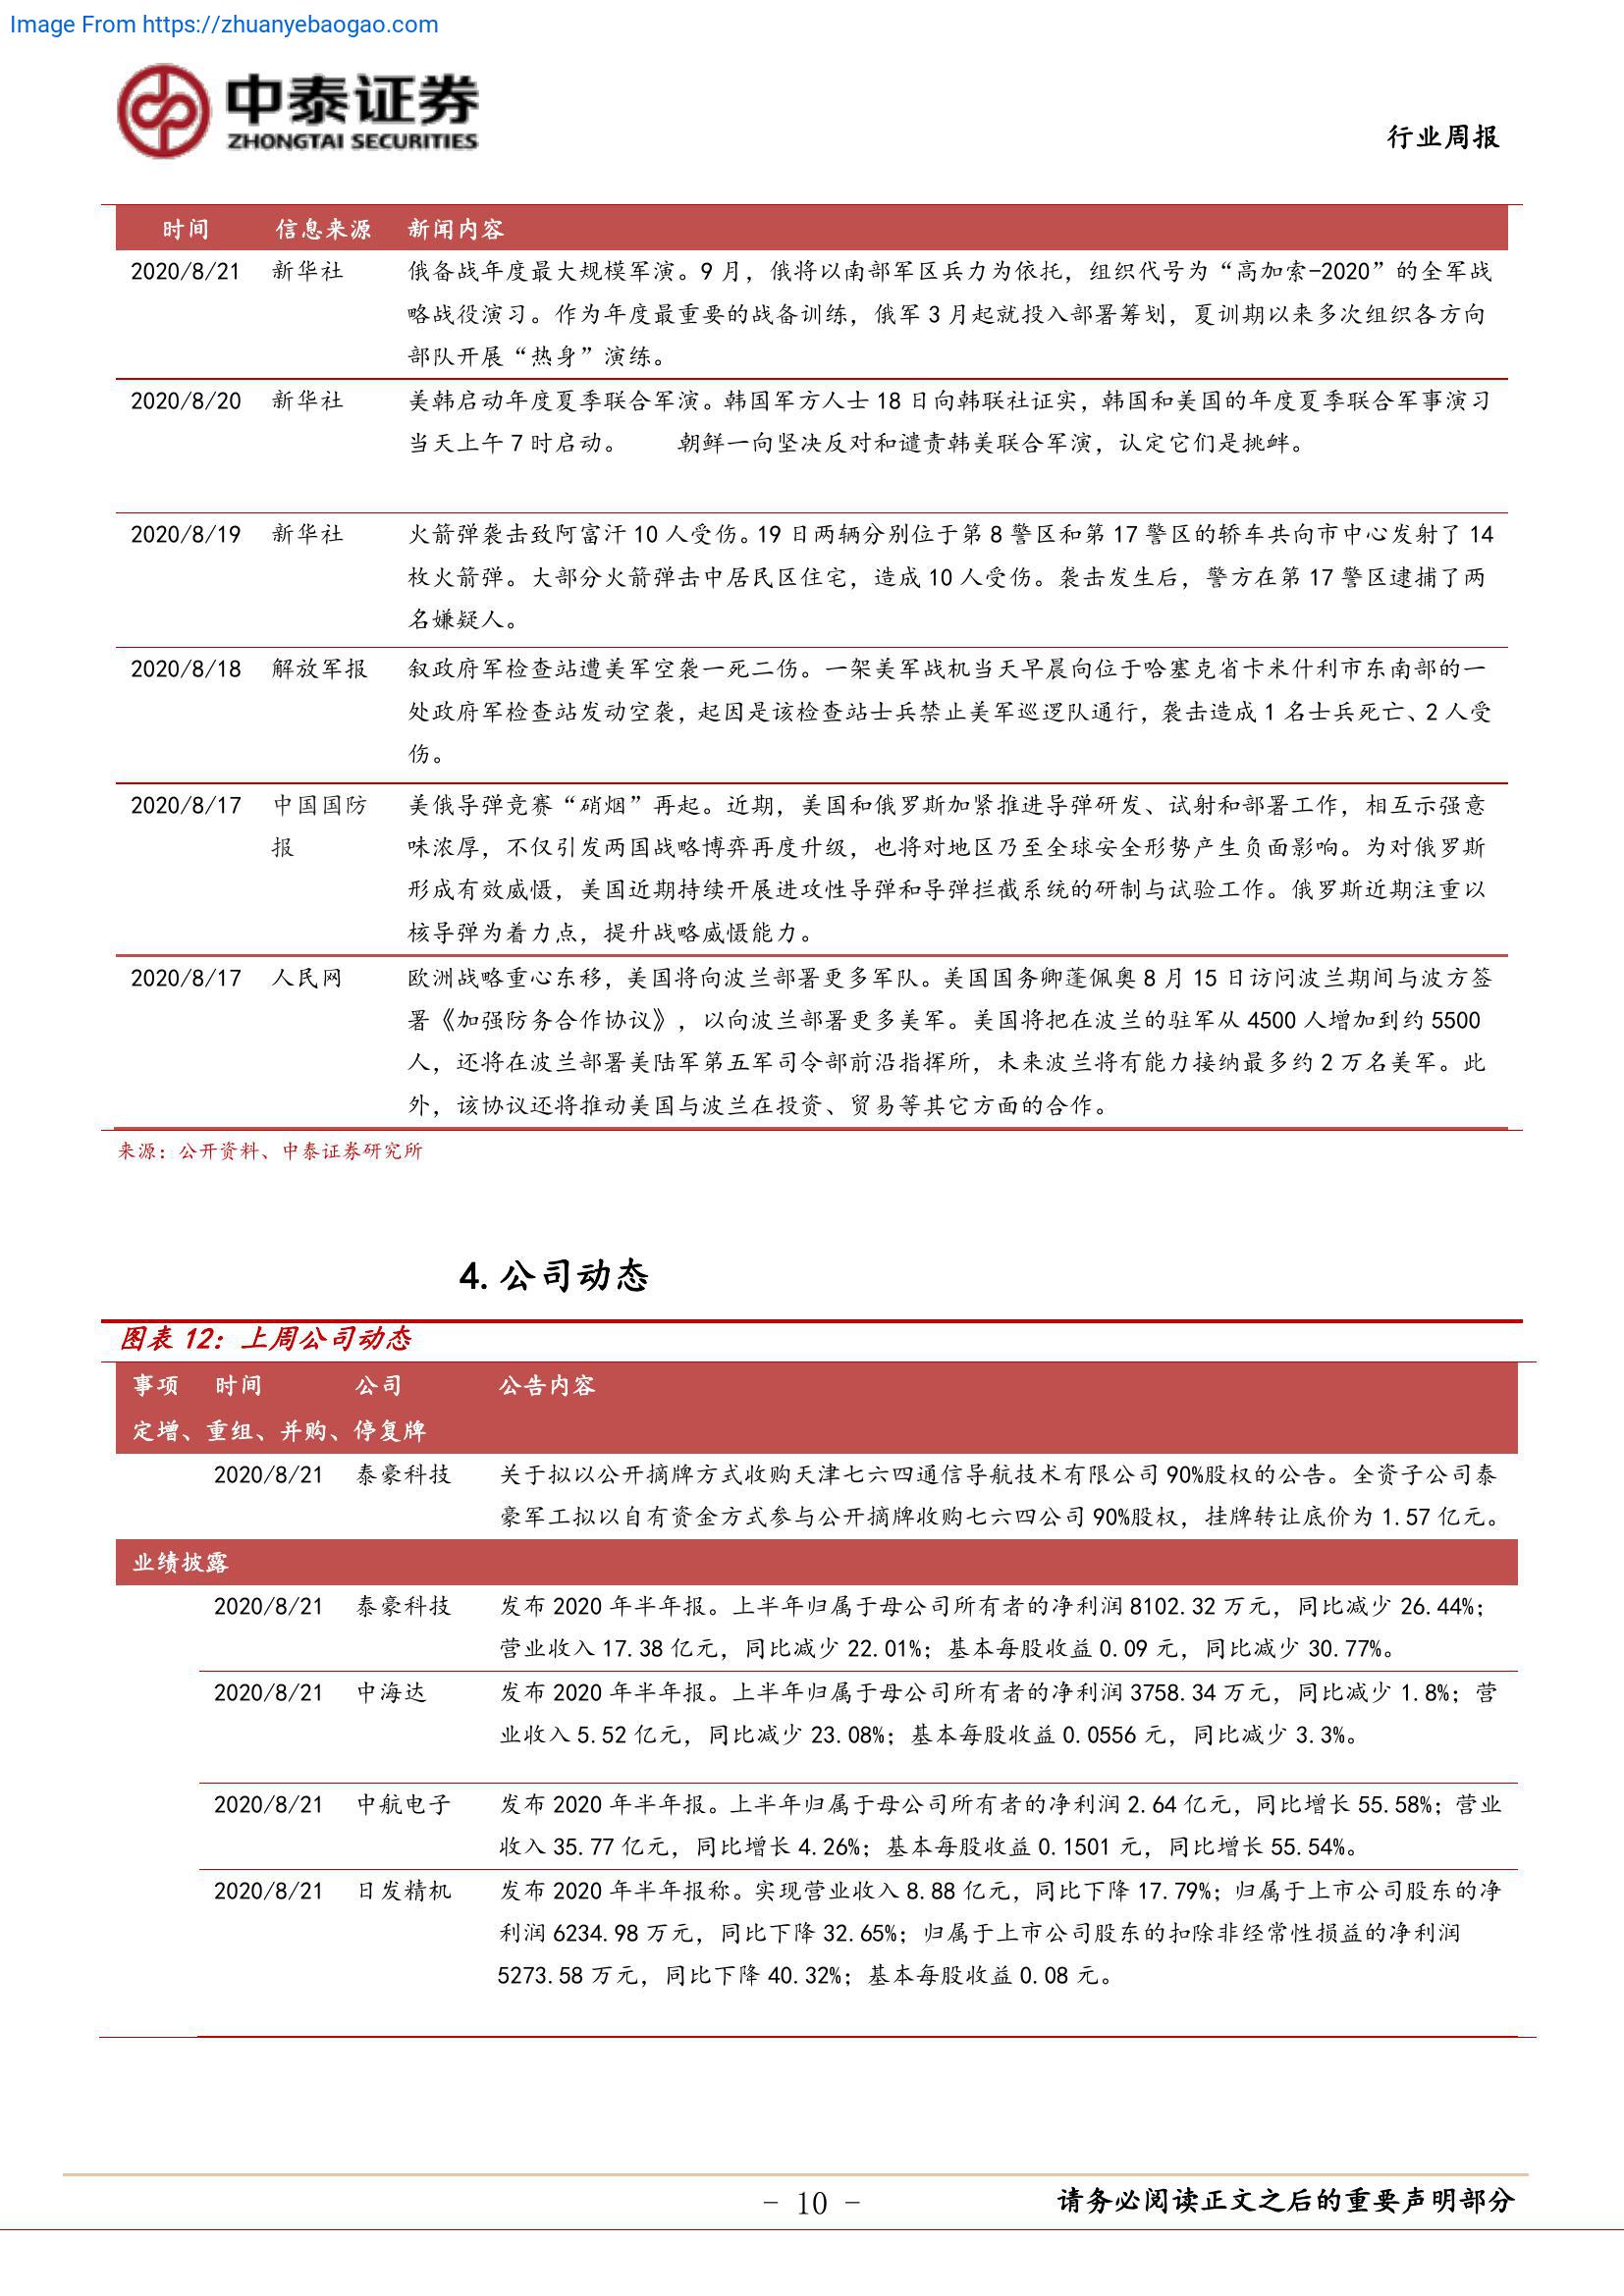 Image From https://zhuanyebaogao.com
中泰证券
ZHONGTAI SECURITIES
行业周报
时间 信息来源 新闻内容
2020/8/21 新华社 俄备战年度最大规模军演。9 月，俄将以南部军区兵力为依托，组织代号为“高加索-2020”的全军战
略战役演习。作为年度最重要的战备训练，俄军 3 月起就投入部署筹划，夏训期以来多次组织各方向
部队开展“热身”演练。
2020/8/20 新华社 美韩启动年度夏季联合军演。韩国军方人士 18 日向韩联社证实，韩国和美国的年度夏季联合军事演习
当天上午 7 时启动。 朝鲜一向坚决反对和谴责韩美联合军演，认定它们是挑衅。
2020/8/19 新华社 火箭弹袭击致阿富汗 10 人受伤。19 日两辆分别位于第 8 警区和第 17 警区的轿车共向市中心发射了 14
枚火箭弹。大部分火箭弹击中居民区住宅，造成 10 人受伤。袭击发生后，警方在第 17 警区逮捕了两
名嫌疑人。
2020/8/18 解放军报 叙政府军检查站遭美军空袭一死二伤。一架美军战机当天早晨向位于哈塞克省卡米什利市东南部的一
处政府军检查站发动空袭，起因是该检查站士兵禁止美军巡逻队通行，袭击造成 1 名士兵死亡、2 人受
伤。
2020/8/17 中国国防 美俄导弹竞赛“硝烟”再起。近期，美国和俄罗斯加紧推进导弹研发、试射和部署工作，相互示强意
报 味浓厚，不仅引发两国战略博弈再度升级，也将对地区乃至全球安全形势产生负面影响。为对俄罗斯
形成有效威慑，美国近期持续开展进攻性导弹和导弹拦截系统的研制与试验工作。俄罗斯近期注重以
核导弹为着力点，提升战略威慑能力。
2020/8/17 人民网 欧洲战略重心东移，美国将向波兰部署更多军队。美国国务卿蓬佩奥 8 月 15 日访问波兰期间与波方签
署《加强防务合作协议》，以向波兰部署更多美军。美国将把在波兰的驻军从 4500 人增加到约 5500
人，还将在波兰部署美陆军第五军司令部前沿指挥所，未来波兰将有能力接纳最多约 2 万名美军。此
外，该协议还将推动美国与波兰在投资、贸易等其它方面的合作。
来源：公开资料、中泰证券研究所
4.公司动态
图表 12：上周公司动态
事项 时间 公司 公告内容
定增、重组、并购、停复牌
2020/8/21 泰豪科技 关于拟以公开摘牌方式收购天津七六四通信导航技术有限公司 90%股权的公告。全资子公司泰
豪军工拟以自有资金方式参与公开摘牌收购七六四公司 90%股权，挂牌转让底价为 1.57 亿元。
业绩披露
2020/8/21 泰豪科技 发布 2020 年半年报。上半年归属于母公司所有者的净利润 8102.32 万元，同比减少 26.44%；
营业收入 17.38 亿元，同比减少 22.01%；基本每股收益 0.09 元，同比减少 30.77%。
2020/8/21 中海达 发布 2020 年半年报。上半年归属于母公司所有者的净利润 3758.34 万元，同比减少 1.8%；营
业收入 5.52 亿元，同比减少 23.08%；基本每股收益 0.0556 元，同比减少 3.3%。
2020/8/21 中航电子 发布 2020 年半年报。上半年归属于母公司所有者的净利润 2.64 亿元，同比增长 55.58%；营业
收入 35.77 亿元，同比增长 4.26%；基本每股收益 0.1501 元，同比增长 55.54%。
2020/8/21 日发精机 发布 2020 年半年报称。实现营业收入 8.88 亿元，同比下降 17.79%；归属于上市公司股东的净
利润 6234.98 万元，同比下降 32.65%；归属于上市公司股东的扣除非经常性损益的净利润
5273.58 万元，同比下降 40.32%；基本每股收益 0.08 元。
- 10 -
请务必阅读正文之后的重要声明部分